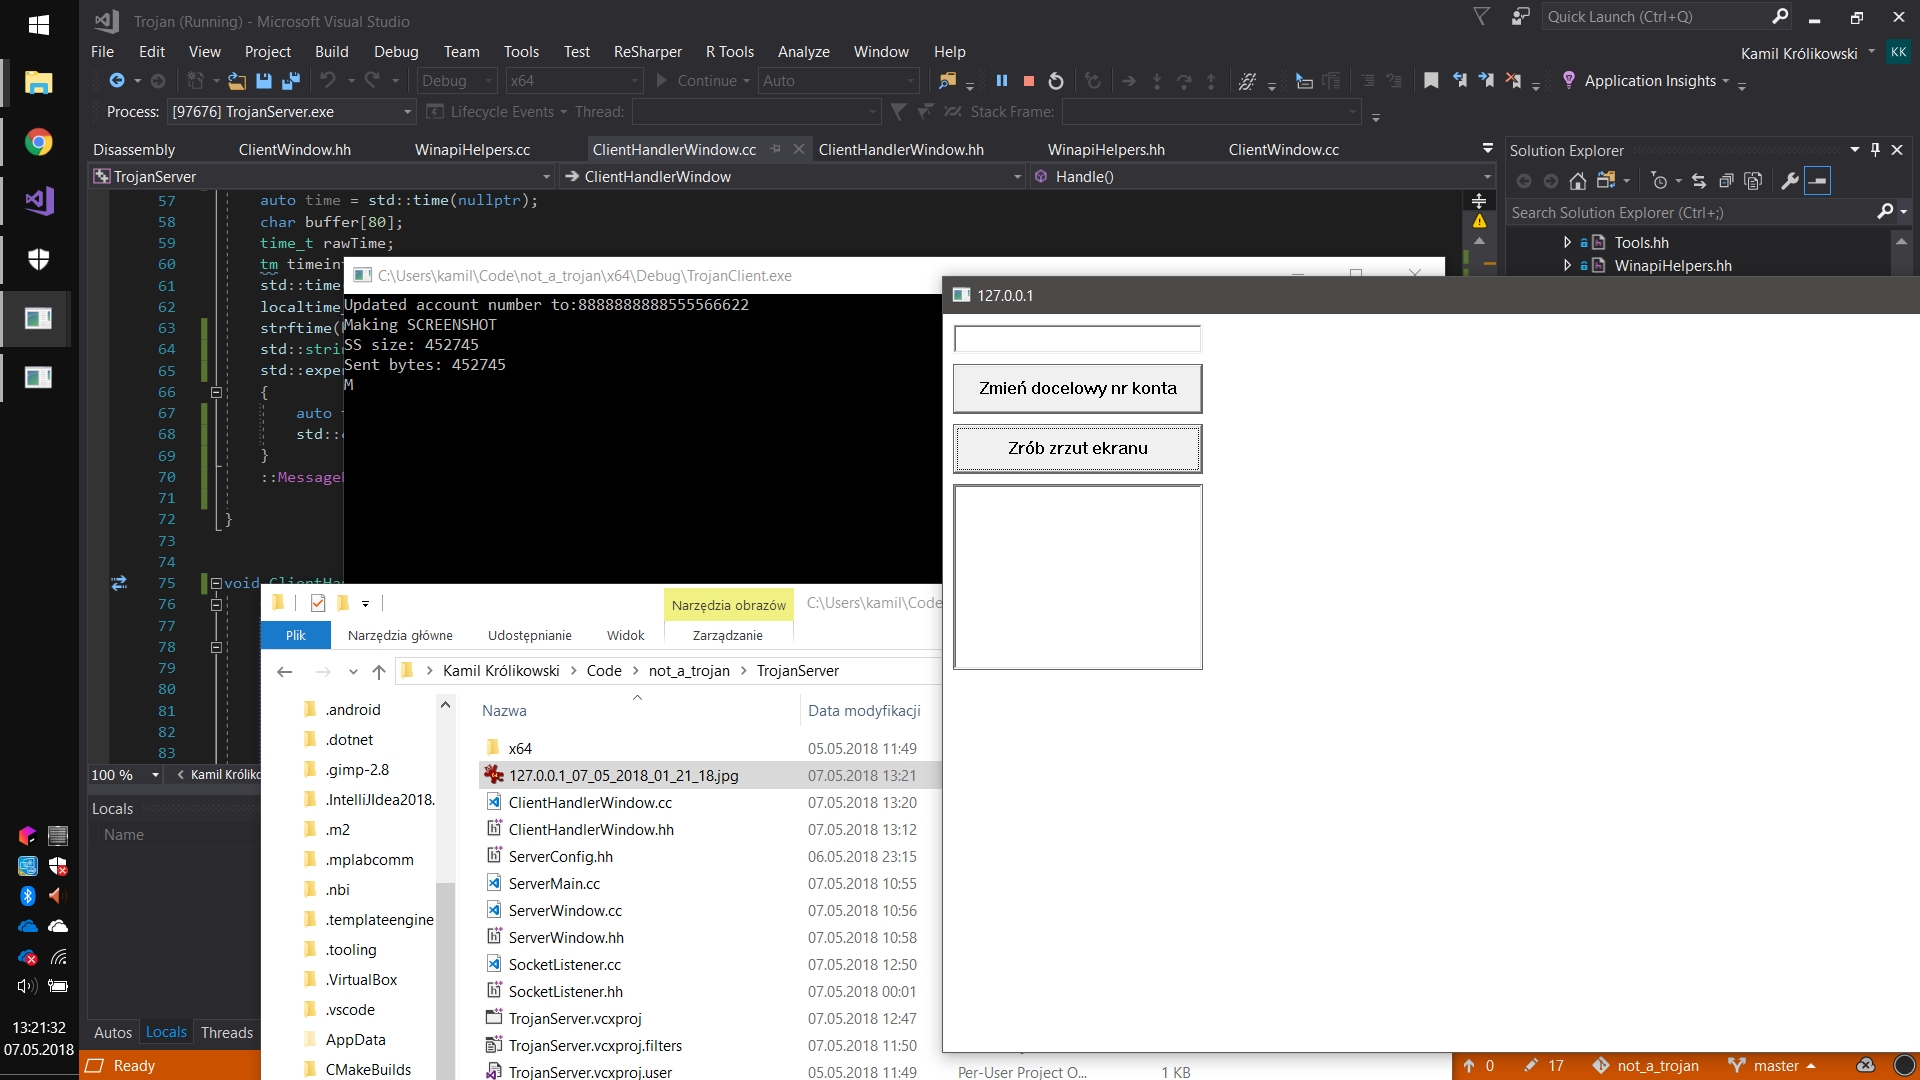 Trojan (Running) - Microsoft Visual Studio
Quick Launch (Ctrl+Q)
File Edit View Project Build Debug Team Tools Test ReSharper R Tools Analyze Window Help
Kamil Królikowski KK
Debug x64 Continue Auto Application Insights
Process: [97676] TrojanServer.exe Lifecycle Events Thread: Stack Frame:
Disassembly ClientWindow.hh WinapiHelpers.cc ClientHandlerWindow.cc ClientHandlerWindow.hh WinapiHelpers.hh ClientWindow.cc
TrojanServer ClientHandlerWindow Handle()
57 auto time = std::time(nullptr);
58 char buffer[80];
59 time_t rawTime;
60 tm timein
61 std::time
62 localtime_
63 strftime(
64 std::strin
65 std::expe
66 {
67 auto
68 std::
69 }
70 ::Message
71
72 }
73
74
75 void ClientHa
76
77
78
79
80
81
82
83
100 %
Kamil Króliko
Locals
Name
Autos Locals Threads
Ready
Solution Explorer
Search Solution Explorer (Ctrl+;)
Tools.hh
WinapiHelpers.hh
C:\Users\kamil\Code\not_a_trojan\x64\Debug\TrojanClient.exe
Updated account number to:8888888888555566622
Making SCREENSHOT
SS size: 452745
Sent bytes: 452745
M
127.0.0.1
Zmień docelowy nr konta
Zrób zrzut ekranu
Narzędzia obrazów C:\Users\kamil\Code
Plik Narzędzia główne Udostępnianie Widok Zarządzanie
Kamil Królikowski Code not_a_trojan TrojanServer
.android
.dotnet
.gimp-2.8
.IntelliJIdea2018.
.m2
.mplabcomm
.nbi
.templateengine
.tooling
.VirtualBox
.vscode
AppData
CMakeBuilds
Nazwa Data modyfikacji
x64 05.05.2018 11:49
127.0.0.1_07_05_2018_01_21_18.jpg 07.05.2018 13:21
ClientHandlerWindow.cc 07.05.2018 13:20
ClientHandlerWindow.hh 07.05.2018 13:12
ServerConfig.hh 06.05.2018 23:15
ServerMain.cc 07.05.2018 10:55
ServerWindow.cc 07.05.2018 10:56
ServerWindow.hh 07.05.2018 10:58
SocketListener.cc 07.05.2018 12:50
SocketListener.hh 07.05.2018 00:01
TrojanServer.vcxproj 07.05.2018 12:47
TrojanServer.vcxproj.filters 07.05.2018 11:50
TrojanServer.vcxproj.user 05.05.2018 11:49 Per-User Project O... 1 KB
0 17 not_a_trojan master
13:21:32
07.05.2018